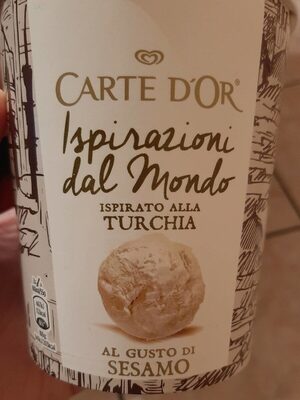 CARTE D'OR®
Ispirazioni
dal Mondo
ISPIRATO ALLA
TURCHIA
AL GUSTO DI
SESAMO